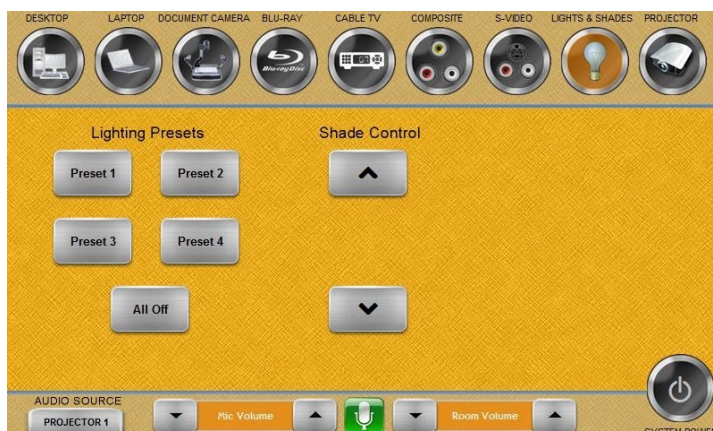 DESKTOP LAPTOP DOCUMENT CAMERA BLU-RAY CABLE TV COMPOSITE S-VIDEO LIGHTS & SHADES PROJECTOR
Blu-ray Disc
Lighting Presets Shade Control
Preset 1 Preset 2
Preset 3 Preset 4
All Off
AUDIO SOURCE
PROJECTOR 1 Mic Volume Room Volume
SYSTEM POWER